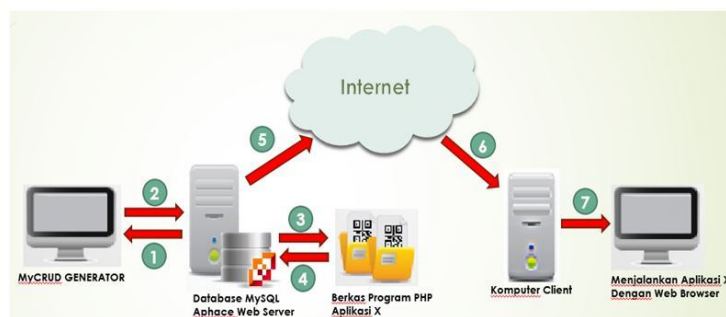 Internet
5
6
2
3
7
1
4
MyCRUD GENERATOR
Database MySQL
Aphace Web Server
Berkas Program PHP
Aplikasi X
Komputer Client
Menjalankan Aplikasi X
Dengan Web Browser